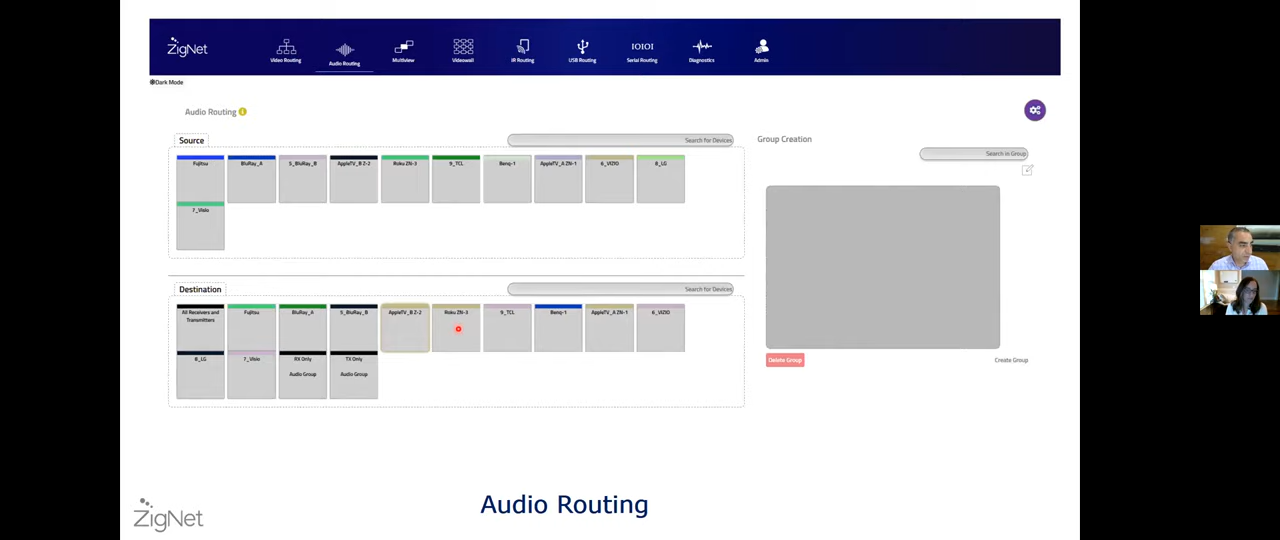 ZigNet
Video Routing
Audio Routing
Multiview
Videowall
IR Routing
USB Routing
IOIOI
Serial Routing
Diagnostics
Admin
Dark Mode
Audio Routing
Source
Search for Devices
Fujitsu
BluRay_A
5_BluRay_B
AppleTV_B Z-2
Roku ZN-3
9_TCL
Benq-1
AppleTV_A ZN-1
6_VIZIO
8_LG
7_Visio
Destination
Search for Devices
All Receivers and
Transmitters
Fujitsu
BluRay_A
5_BluRay_B
AppleTV_B Z-2
Roku ZN-3
9_TCL
Benq-1
AppleTV_A ZN-1
6_VIZIO
8_LG
7_Visio
RX Only
Audio Group
TX Only
Audio Group
Group Creation
Search in Group
Delete Group
Create Group
ZigNet
Audio Routing